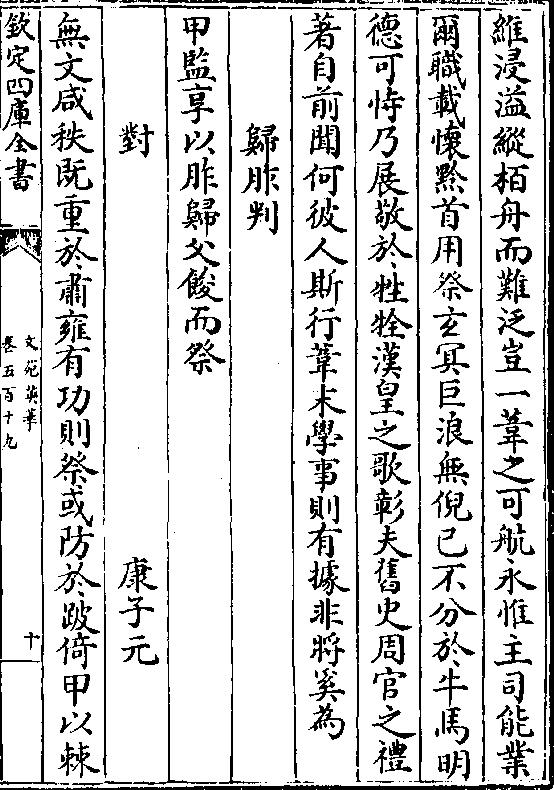 維浸溢縱栢舟而難泛豈一葦之可航永惟主司能業
爾職載懷黔首用祭玄冥巨浪無倪已不分於牛馬明
德可恃乃展敬於牲牷漢皇之歌彰夫舊史周官之禮
著自前聞何彼人斯行葦末學事則有據非將奚為
歸胙判
甲監享以胙歸父餕而祭
對 康子元
無文咸秩既重於肅雍有功則祭或防於跛倚甲以棘
欽定四庫全書
文苑英華
卷五百十九
十